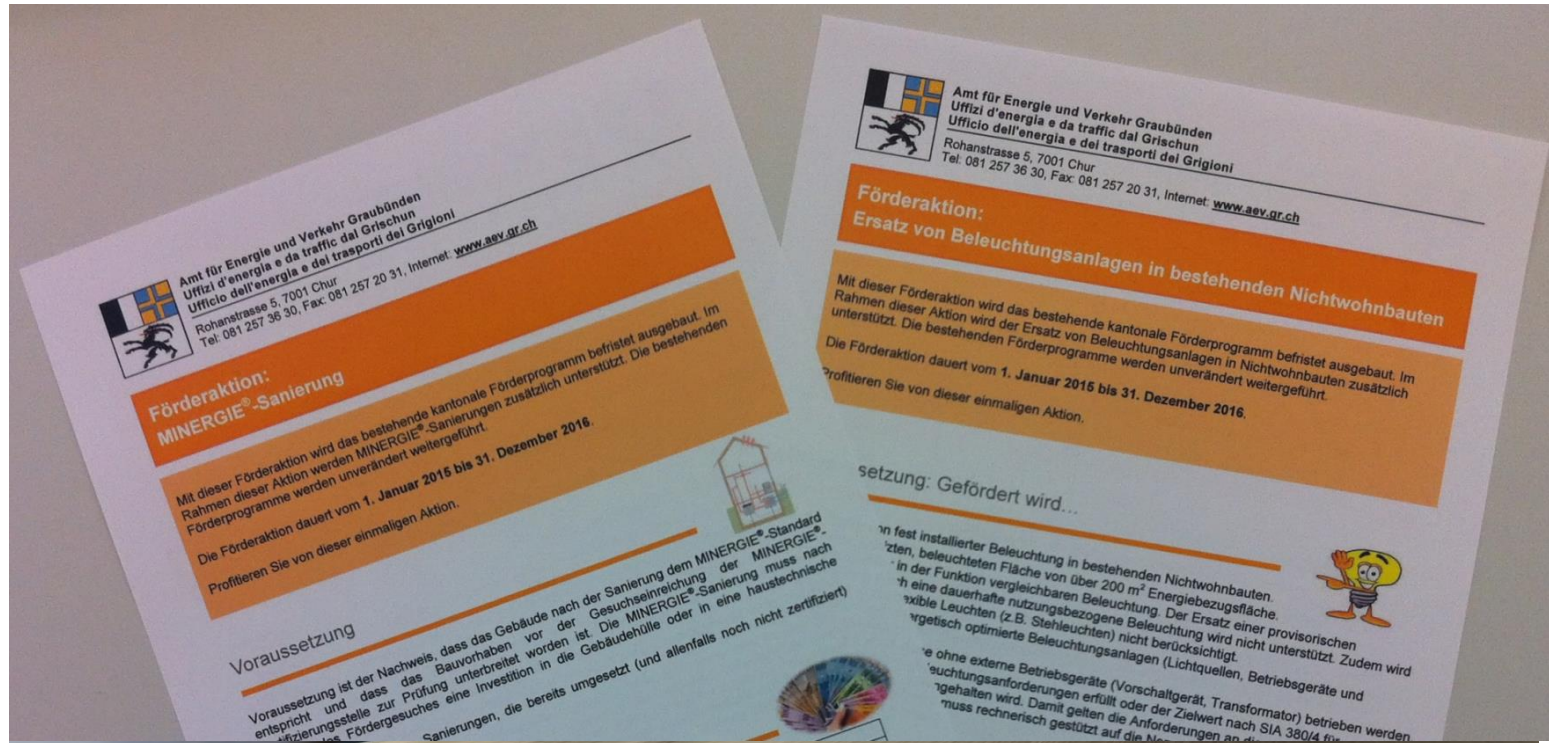 Amt für Energie und Verkehr Graubünden
Uffizi d'energia e da traffic dal Grischun
Ufficio dell'energia e dei trasporti dei Grigioni
Rohanstrasse 5, 7001 Chur
Tel: 081 257 36 30, Fax: 081 257 20 31, Internet: www.aev.gr.ch
Förderaktion:
MINERGIE®-Sanierung
Mit dieser Förderaktion wird das bestehende kantonale Förderprogramm befristet ausgebaut. Im
Rahmen dieser Aktion werden MINERGIE®-Sanierungen zusätzlich unterstützt. Die bestehenden
Förderprogramme werden unverändert weitergeführt.
Die Förderaktion dauert vom 1. Januar 2015 bis 31. Dezember 2016.
Profitieren Sie von dieser einmaligen Aktion.
Voraussetzung
Voraussetzung ist der Nachweis, dass das Gebäude nach der Sanierung dem MINERGIE®-Standard
entspricht und dass das Bauvorhaben vor der Gesuchseinreichung der MINERGIE®-
tifizierungsstelle zur Prüfung unterbreitet worden ist. Die MINERGIE®-Sanierung muss nach
des Fördergesuches eine Investition in die Gebäudehülle oder in eine haustechnische
Sanierungen, die bereits umgesetzt (und allenfalls noch nicht zertifiziert)
Amt für Energie und Verkehr Graubünden
Uffizi d'energia e da traffic dal Grischun
Ufficio dell'energia e dei trasporti dei Grigioni
Rohanstrasse 5, 7001 Chur
Tel: 081 257 36 30, Fax: 081 257 20 31, Internet: www.aev.gr.ch
Förderaktion:
Ersatz von Beleuchtungsanlagen in bestehenden Nichtwohnbauten
Mit dieser Förderaktion wird das bestehende kantonale Förderprogramm befristet ausgebaut. Im
Rahmen dieser Aktion wird der Ersatz von Beleuchtungsanlagen in Nichtwohnbauten zusätzlich
unterstützt. Die bestehenden Förderprogramme werden unverändert weitergeführt.
Die Förderaktion dauert vom 1. Januar 2015 bis 31. Dezember 2016.
Profitieren Sie von dieser einmaligen Aktion.
setzung: Gefördert wird...
n fest installierter Beleuchtung in bestehenden Nichtwohnbauten.
zten, beleuchteten Fläche von über 200 m² Energiebezugsfläche.
in der Funktion vergleichbaren Beleuchtung. Der Ersatz einer provisorischen
h eine dauerhafte nutzungsbezogene Beleuchtung wird nicht unterstützt. Zudem wird
exible Leuchten (z.B. Stehleuchten) nicht berücksichtigt.
ergetisch optimierte Beleuchtungsanlagen (Lichtquellen, Betriebsgeräte und
e ohne externe Betriebsgeräte (Vorschaltgerät, Transformator) betrieben werden
euchtungsanforderungen erfüllt oder der Zielwert nach SIA 380/4 für
ngehalten wird. Damit gelten die Anforderungen an die
muss rechnerisch gestützt auf die